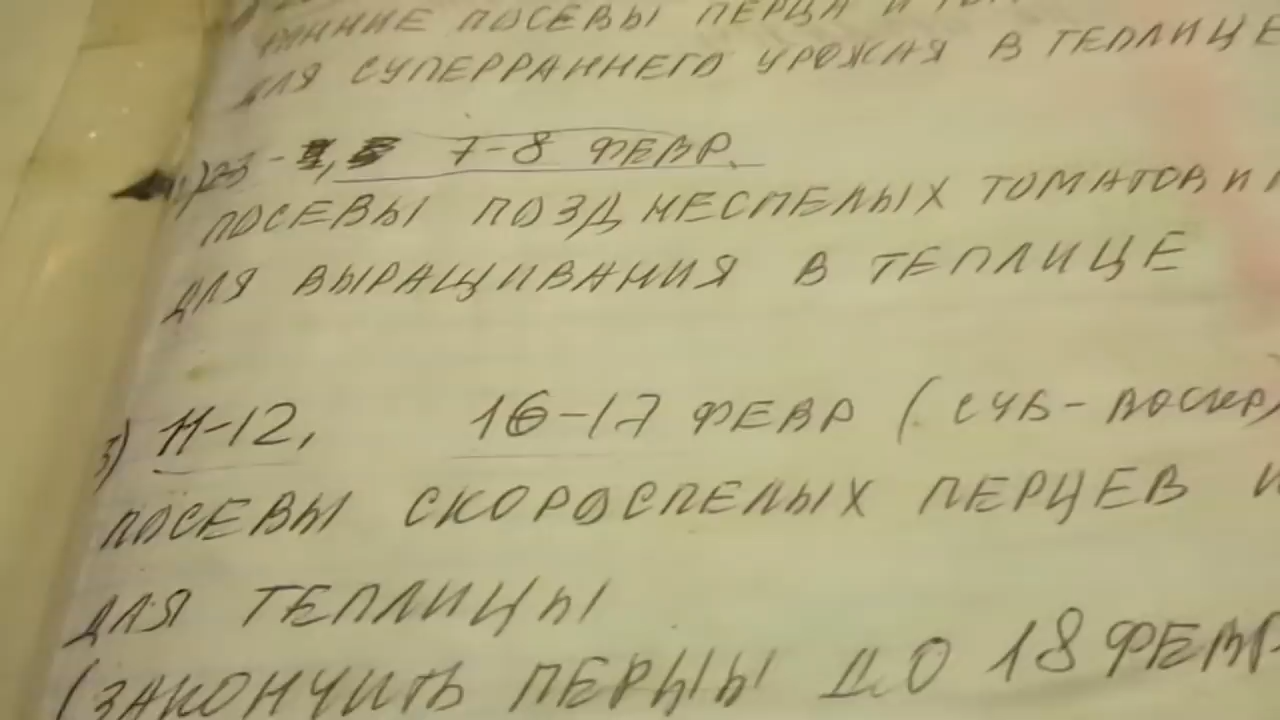 РАННИЕ ПОСЕВЫ ПЕРЦА И
ДЛЯ СУПЕРРАННЕГО УРОЖАЯ В ТЕПЛИЦЕ
7-8 ФЕВР.
ПОСЕВЫ ПОЗДНЕСПЕЛЫХ ТОМАТОВ И
ДЛЯ ВЫРАЩИВАНИЯ В ТЕПЛИЦЕ
3) 11-12, 16-17 ФЕВР (СУБ-ВОСКР)
ПОСЕВЫ СКОРОСПЕЛЫХ ПЕРЦЕВ И
ДЛЯ ТЕПЛИЦЫ
(ЗАКОНЧИТЬ ПЕРЦЫ ДО 18 ФЕВР